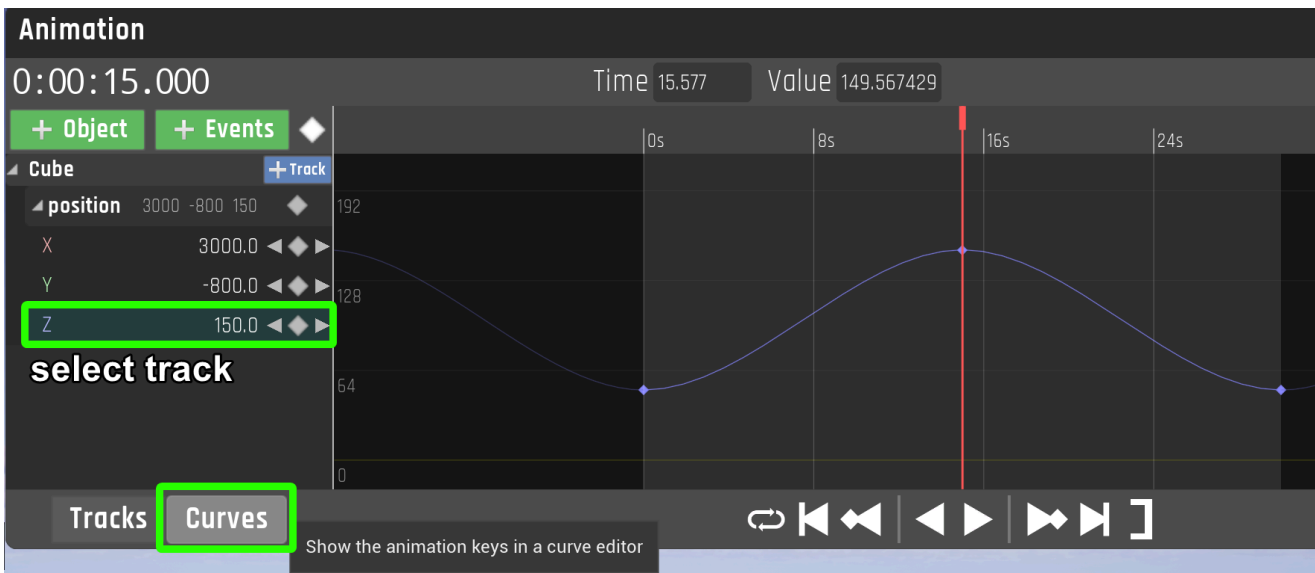 Animation
0:00:15.000 Time 15.577 Value 149.567429
+ Object + Events
0s 8s 16s 24s
Cube +Track
position 3000 -800 150
192
X 3000.0
Y -800.0
128
Z 150.0
select track
64
0
Tracks Curves
Show the animation keys in a curve editor